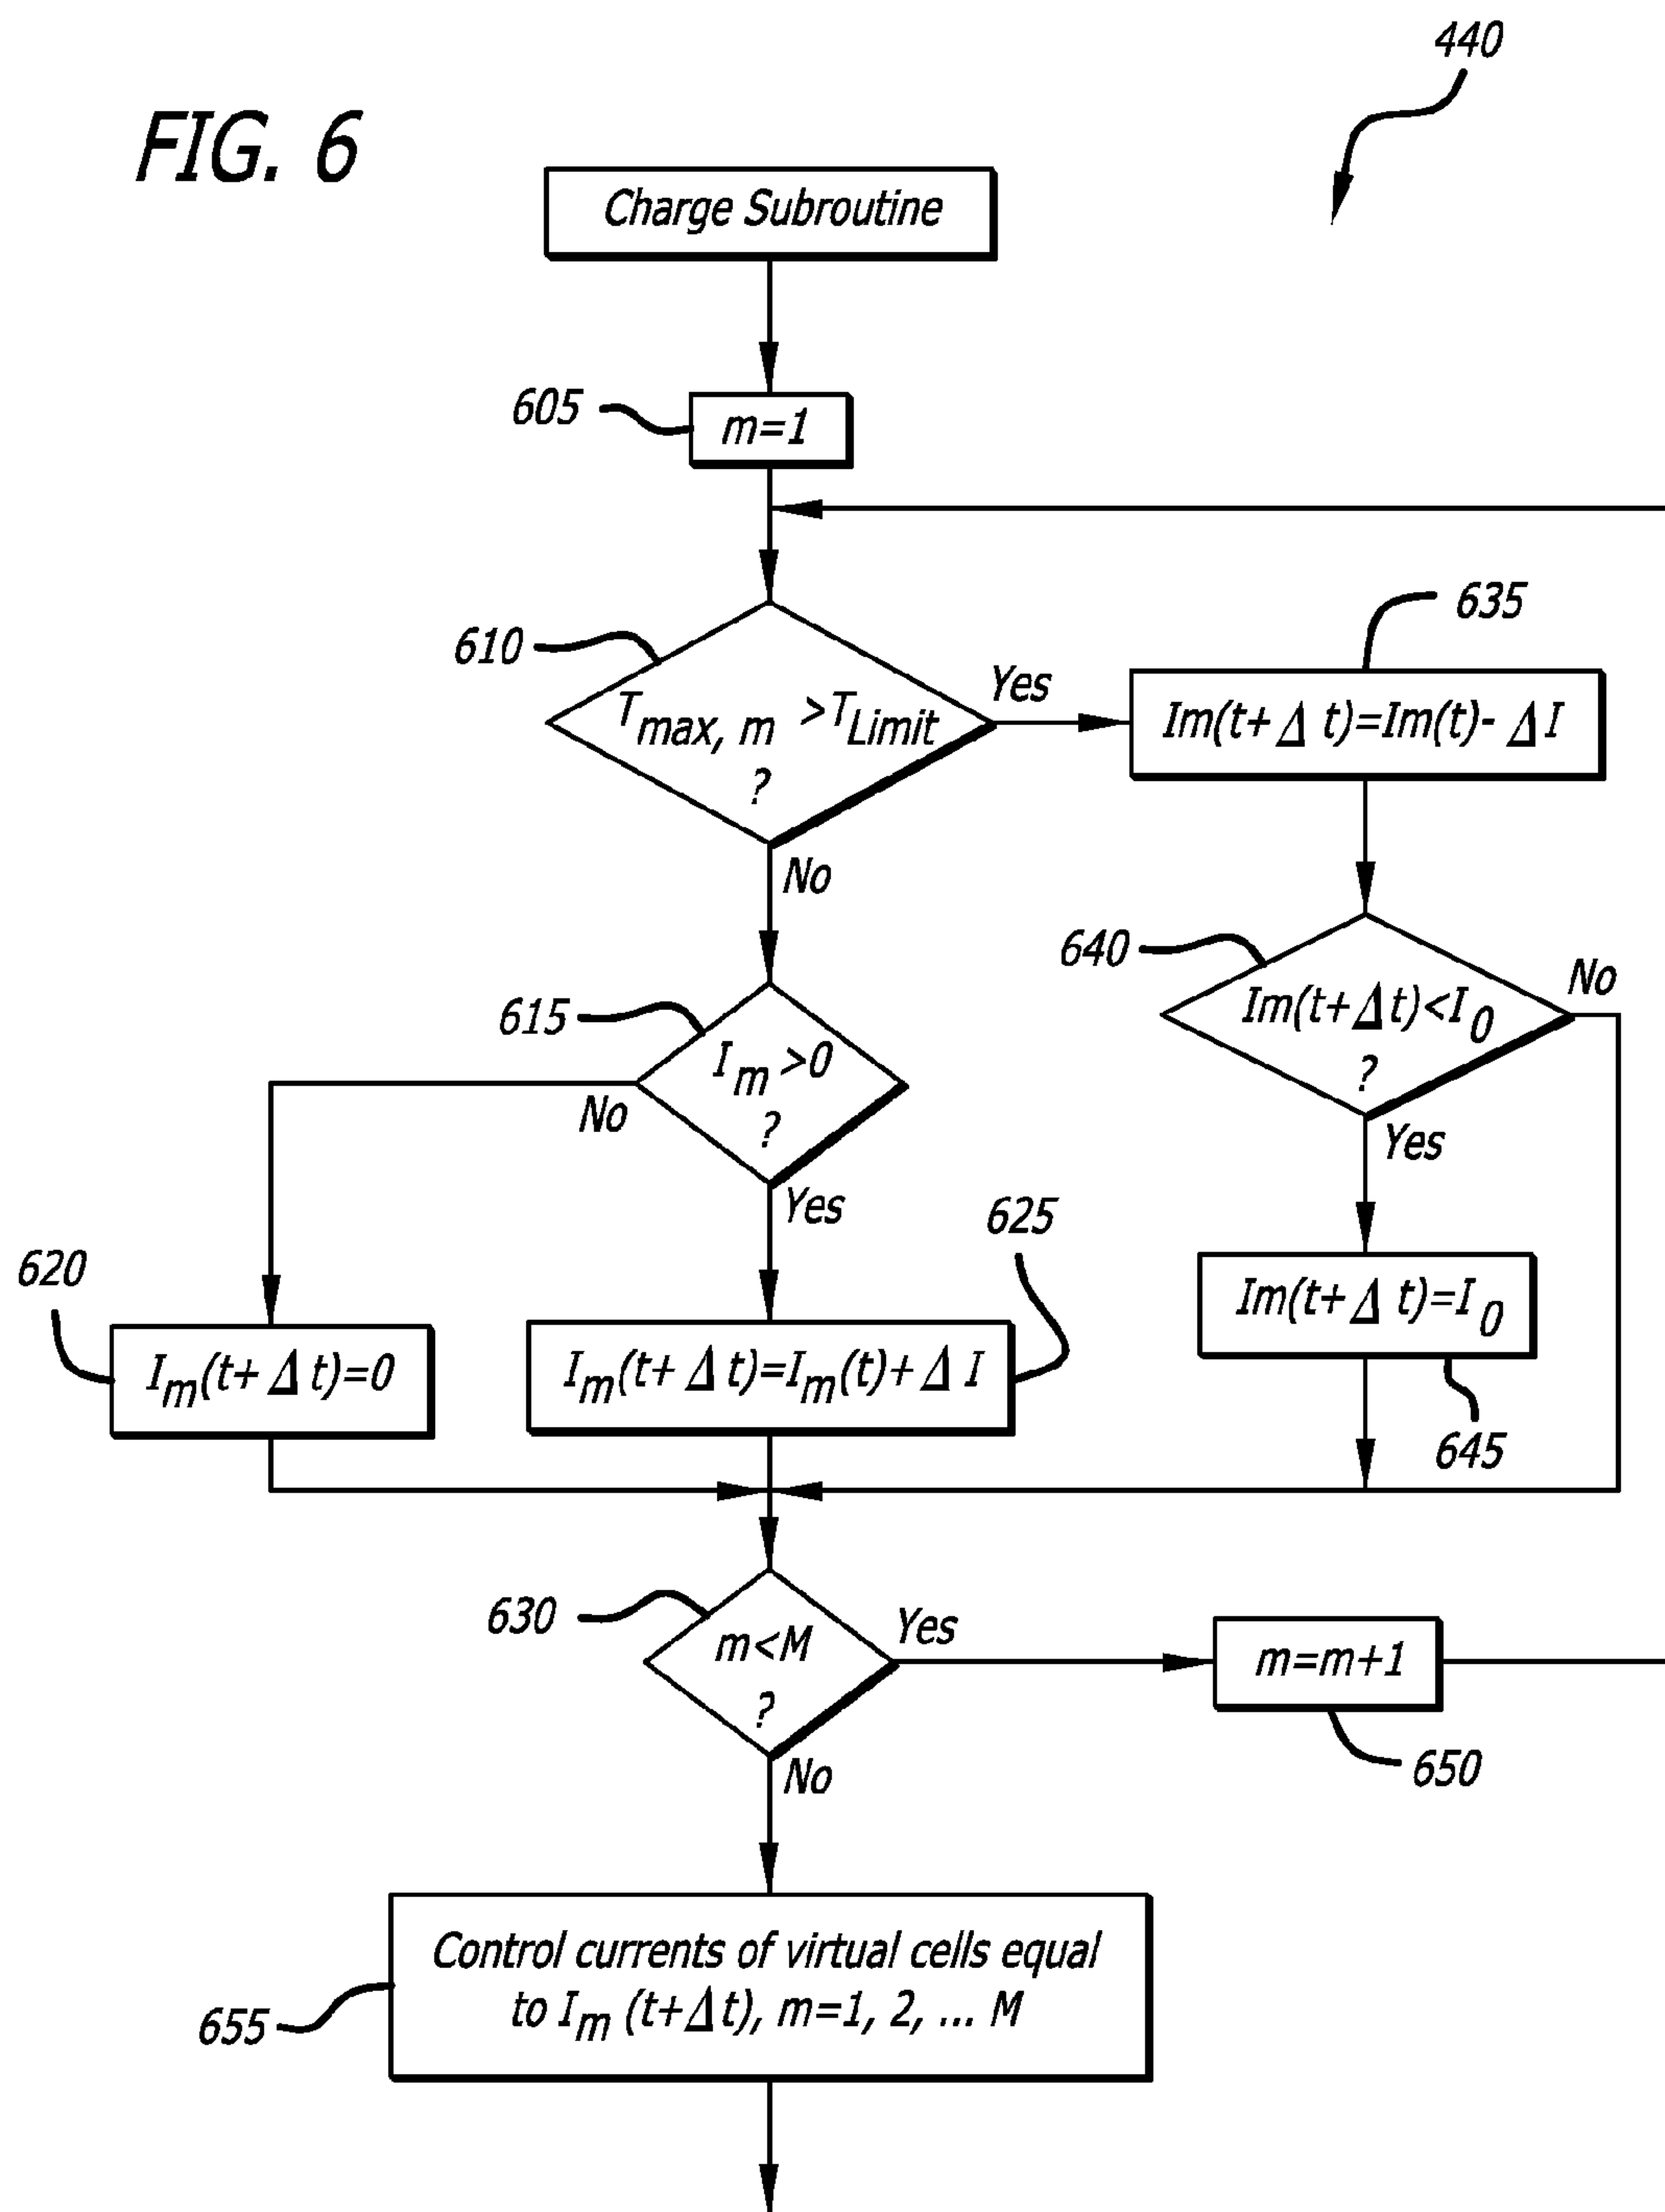 440
FIG. 6
Charge Subroutine
605
m=1
635
610
Yes
Tmax, m >TLimit
?
Im(t+Δ t)=Im(t)-Δ I
No
640
No
615
Im(t+Δt)<I0
?
Im >0
?
No
Yes
Yes
625
620
Im(t+Δ t)=I0
Im(t+Δ t)=0
Im(t+Δ t)=Im(t)+Δ I
645
630
Yes
m<M
?
m=m+1
No
650
Control currents of virtual cells equal
to Im (t+Δt), m=1, 2, ... M
655